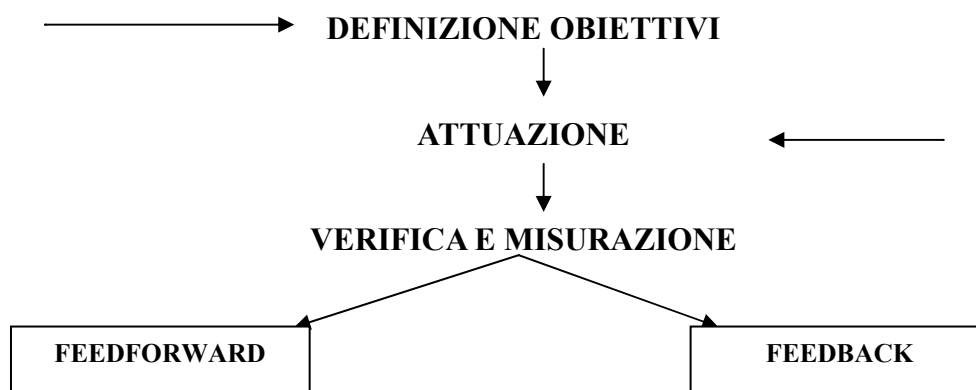 DEFINIZIONE OBIETTIVI
ATTUAZIONE
VERIFICA E MISURAZIONE
FEEDFORWARD
FEEDBACK